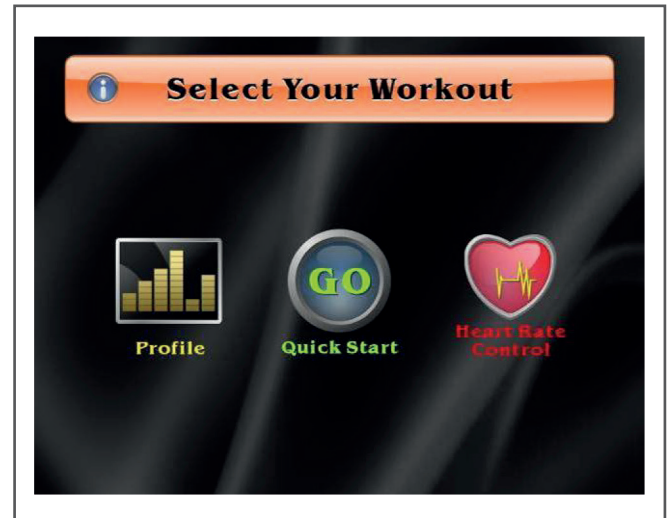 Select Your Workout
GO
Profile
Quick Start
Heart Rate
Control